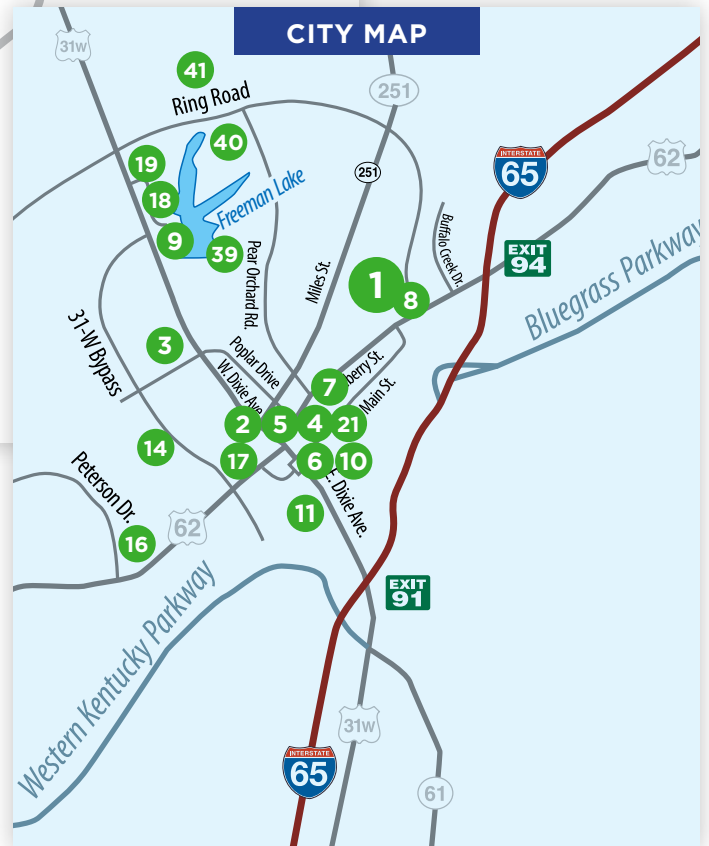 CITY MAP
31W
41
251
Ring Road
40
19
251
INTERSTATE
65
62
18
Freeman Lake
9
39
Pear Orchard Rd.
Miles St.
Buffalo Creek Dr.
EXIT
94
1
8
Bluegrass Parkway
31-W Bypass
3
Poplar Drive
W. Dixie Ave.
7
berry St.
Main St.
2
5
4
21
14
17
6
10
Peterson Dr.
E. Dixie Ave.
11
62
16
EXIT
91
Western Kentucky Parkway
31W
INTERSTATE
65
61